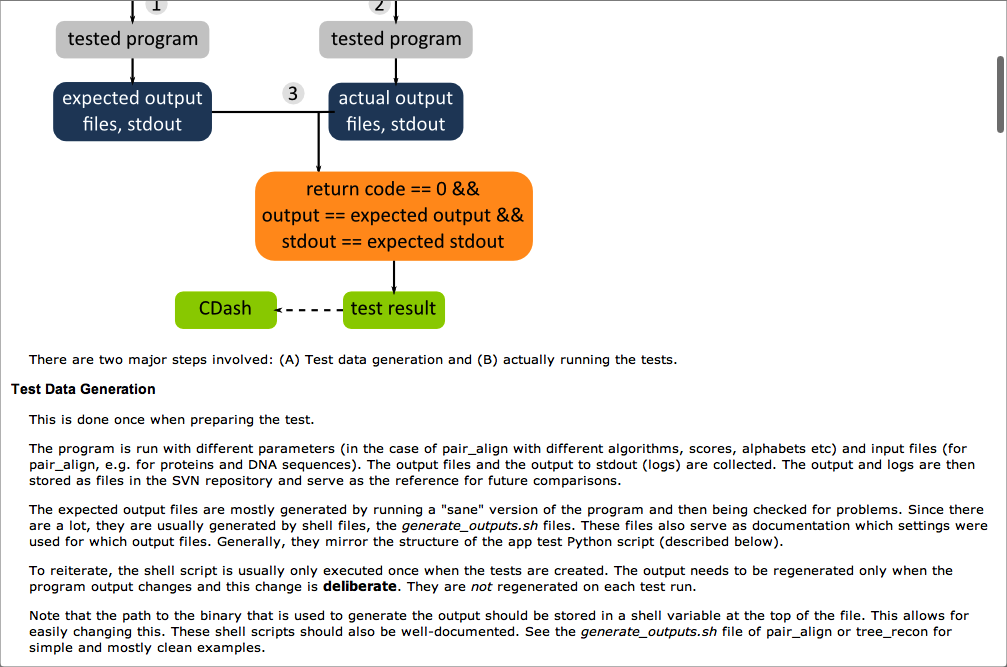 1
2
tested program
tested program
expected output
files, stdout
3
actual output
files, stdout
return code == 0 &&
output == expected output &&
stdout == expected stdout
CDash
test result
There are two major steps involved: (A) Test data generation and (B) actually running the tests.
Test Data Generation
This is done once when preparing the test.
The program is run with different parameters (in the case of pair_align with different algorithms, scores, alphabets etc) and input files (for
pair_align, e.g. for proteins and DNA sequences). The output files and the output to stdout (logs) are collected. The output and logs are then
stored as files in the SVN repository and serve as the reference for future comparisons.
The expected output files are mostly generated by running a "sane" version of the program and then being checked for problems. Since there
are a lot, they are usually generated by shell files, the generate_outputs.sh files. These files also serve as documentation which settings were
used for which output files. Generally, they mirror the structure of the app test Python script (described below).
To reiterate, the shell script is usually only executed once when the tests are created. The output needs to be regenerated only when the
program output changes and this change is deliberate. They are not regenerated on each test run.
Note that the path to the binary that is used to generate the output should be stored in a shell variable at the top of the file. This allows for
easily changing this. These shell scripts should also be well-documented. See the generate_outputs.sh file of pair_align or tree_recon for
simple and mostly clean examples.